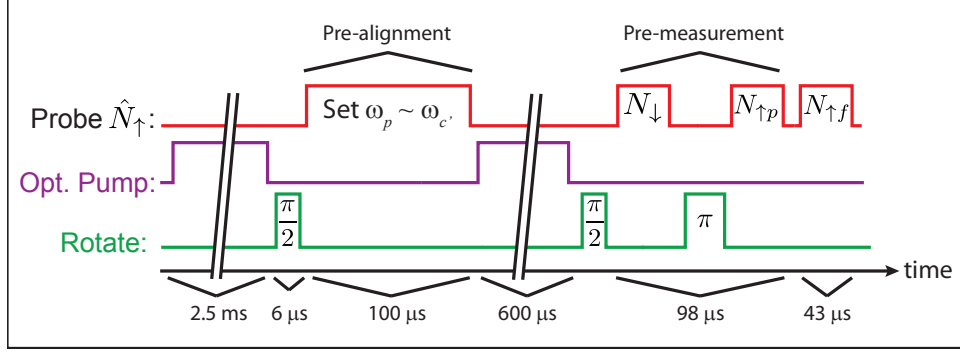 Pre-alignment Pre-measurement
Probe N̂↑: Set ωp ~ ωc' N↓ N↑p N↑f
Opt. Pump:
Rotate: π/2 π/2 π
time
2.5 ms 6 μs 100 μs 600 μs 98 μs 43 μs